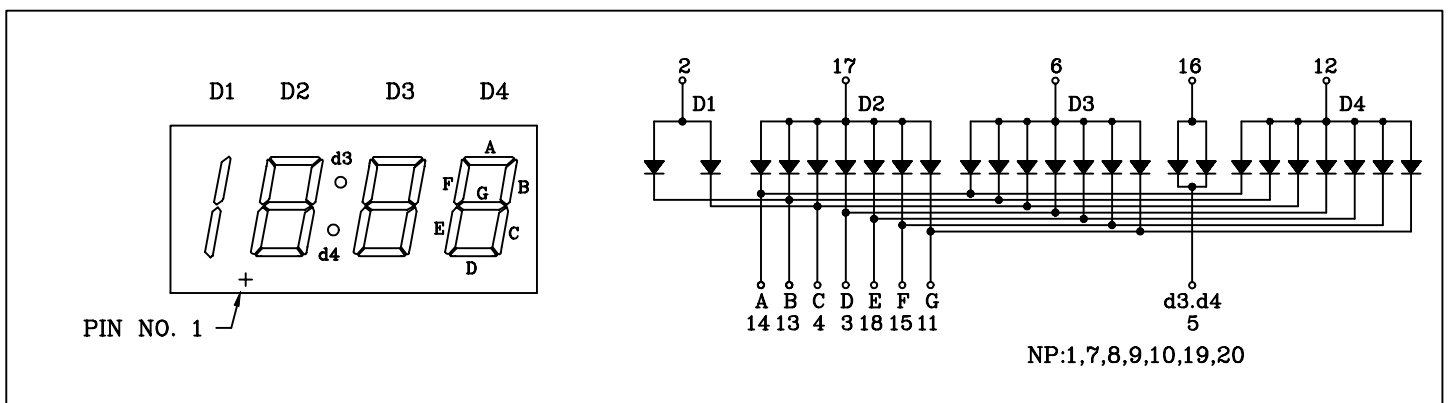 D1 D2 D3 D4
d3
d4
A
F B
G
E C
D
PIN NO. 1
2 17 6 16 12
D1 D2 D3 D4
A B C D E F G d3.d4
14 13 4 3 18 15 11 5
NP:1,7,8,9,10,19,20